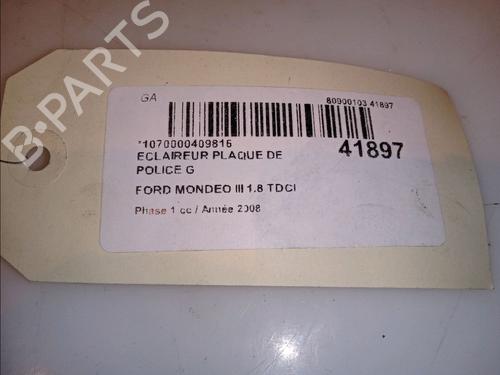 GA
80900103 41897
*1070000409815
ECLAIREUR PLAQUE DE
POLICE G
41897
FORD MONDEO III 1.8 TDCI
Phase 1 cc / Année 2008
B-PARTS